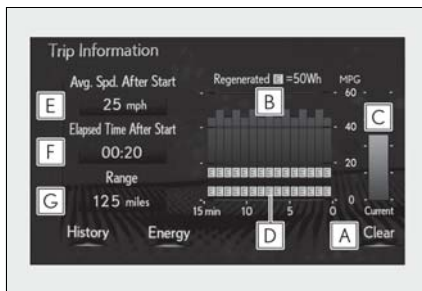 Trip Information
Avg. Spd. After Start
E
25 mph
Elapsed Time After Start
F
00:20
Range
G
125 miles
History
Energy
Regenerated E =50Wh
MPG
60
B
C
40
20
0
15 min
10
5
0
Current
D
A
Clear